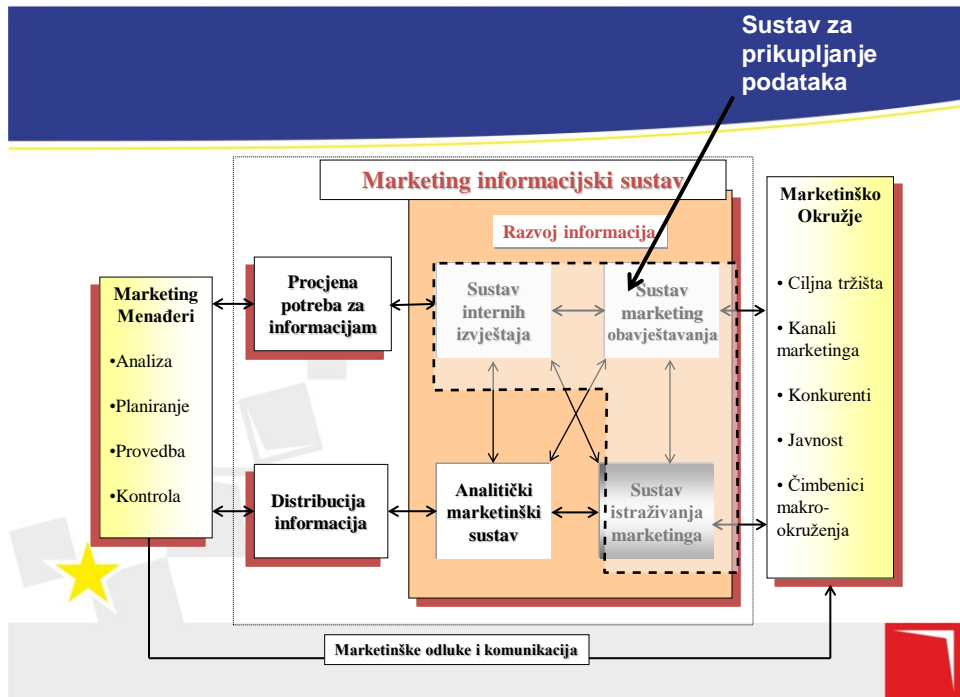 Sustav za
prikupljanje
podataka
Marketing informacijski sustav
Razvoj informacija
Marketing
Menađeri
•Analiza
•Planiranje
•Provedba
•Kontrola
Procjena
potreba za
informacijam
Distribucija
informacija
Sustav
internih
izvještaja
Sustav
marketing
obavještavanja
Analitički
marketinški
sustav
Sustav
istraživanja
marketinga
Marketinško
Okružje
• Ciljna tržišta
• Kanali
marketinga
• Konkurenti
• Javnost
• Čimbenici
makro-
okruženja
Marketinške odluke i komunikacija